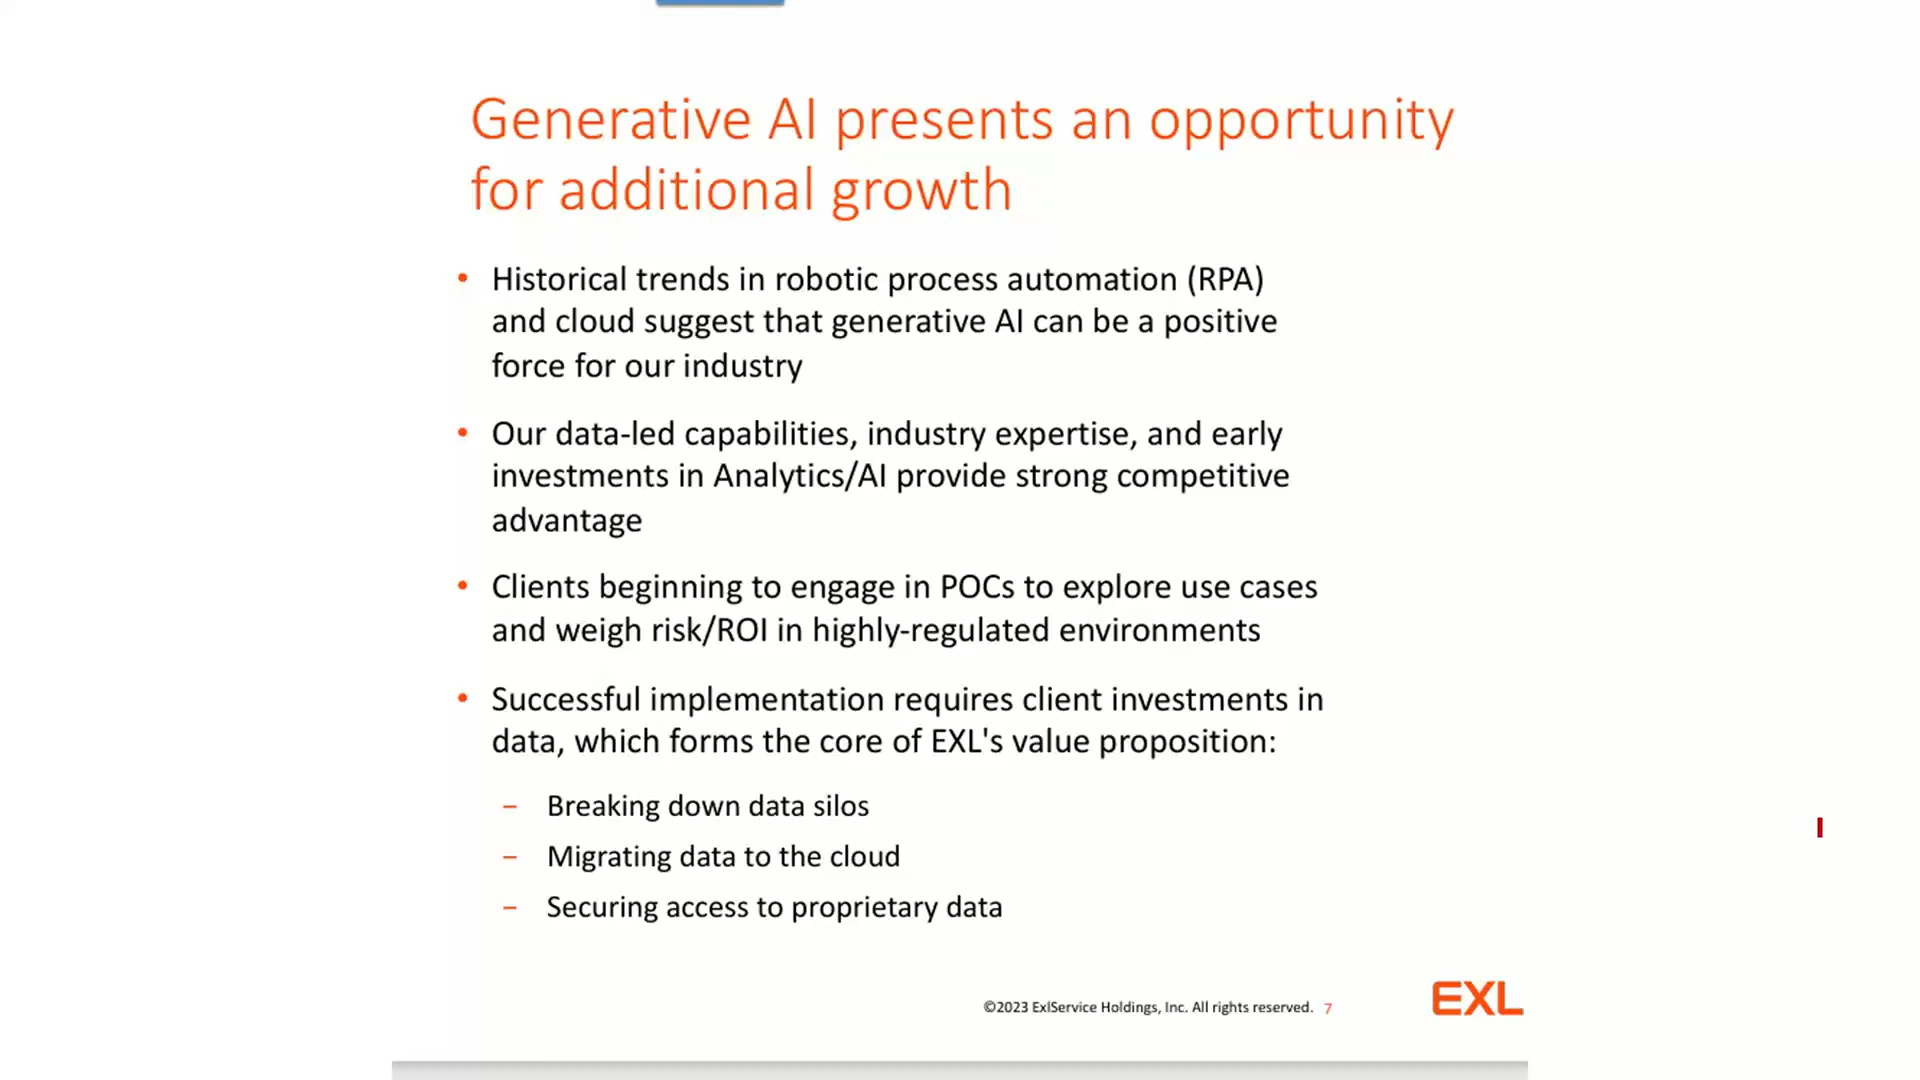 Generative AI presents an opportunity
for additional growth
• Historical trends in robotic process automation (RPA)
and cloud suggest that generative AI can be a positive
force for our industry
• Our data-led capabilities, industry expertise, and early
investments in Analytics/AI provide strong competitive
advantage
• Clients beginning to engage in POCs to explore use cases
and weigh risk/ROI in highly-regulated environments
• Successful implementation requires client investments in
data, which forms the core of EXL's value proposition:
– Breaking down data silos
– Migrating data to the cloud
– Securing access to proprietary data
©2023 ExlService Holdings, Inc. All rights reserved. 7
EXL